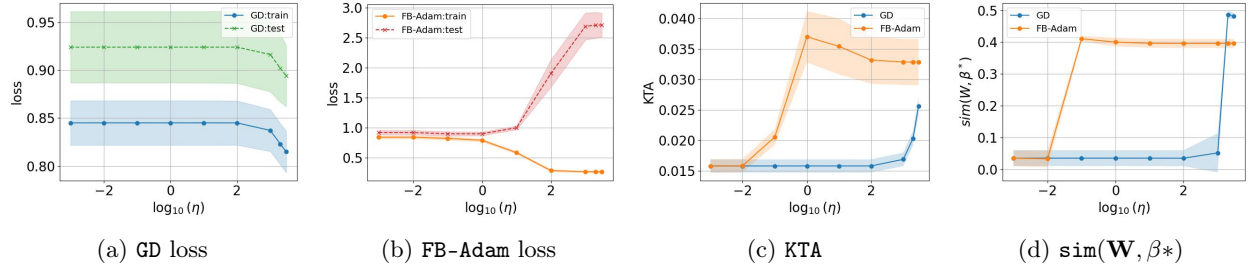 GD:train
GD:test
0.95
0.90
0.85
0.80
loss
−2
0
2
log₁₀ (η)
FB-Adam:train
FB-Adam:test
3.0
2.5
2.0
1.5
1.0
0.5
loss
−2
0
2
log₁₀ (η)
GD
FB-Adam
0.040
0.035
0.030
0.025
0.020
0.015
KTA
−2
0
2
log₁₀ (η)
GD
FB-Adam
0.5
0.4
0.3
0.2
0.1
0.0
sim(W, β*)
−2
0
2
log₁₀ (η)
(a) GD loss
(b) FB-Adam loss
(c) KTA
(d) sim(W, β*)